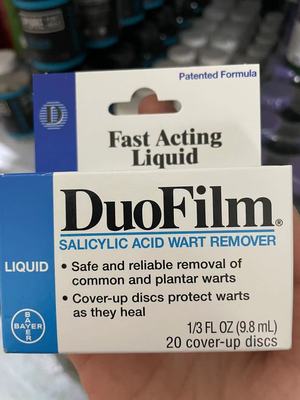 Patented Formula
D
Fast Acting
Liquid
DuoFilm®
SALICYLIC ACID WART REMOVER
LIQUID
• Safe and reliable removal of
common and plantar warts
• Cover-up discs protect warts
as they heal
BAYER
BAYER
1/3 FL OZ (9.8 mL)
20 cover-up discs